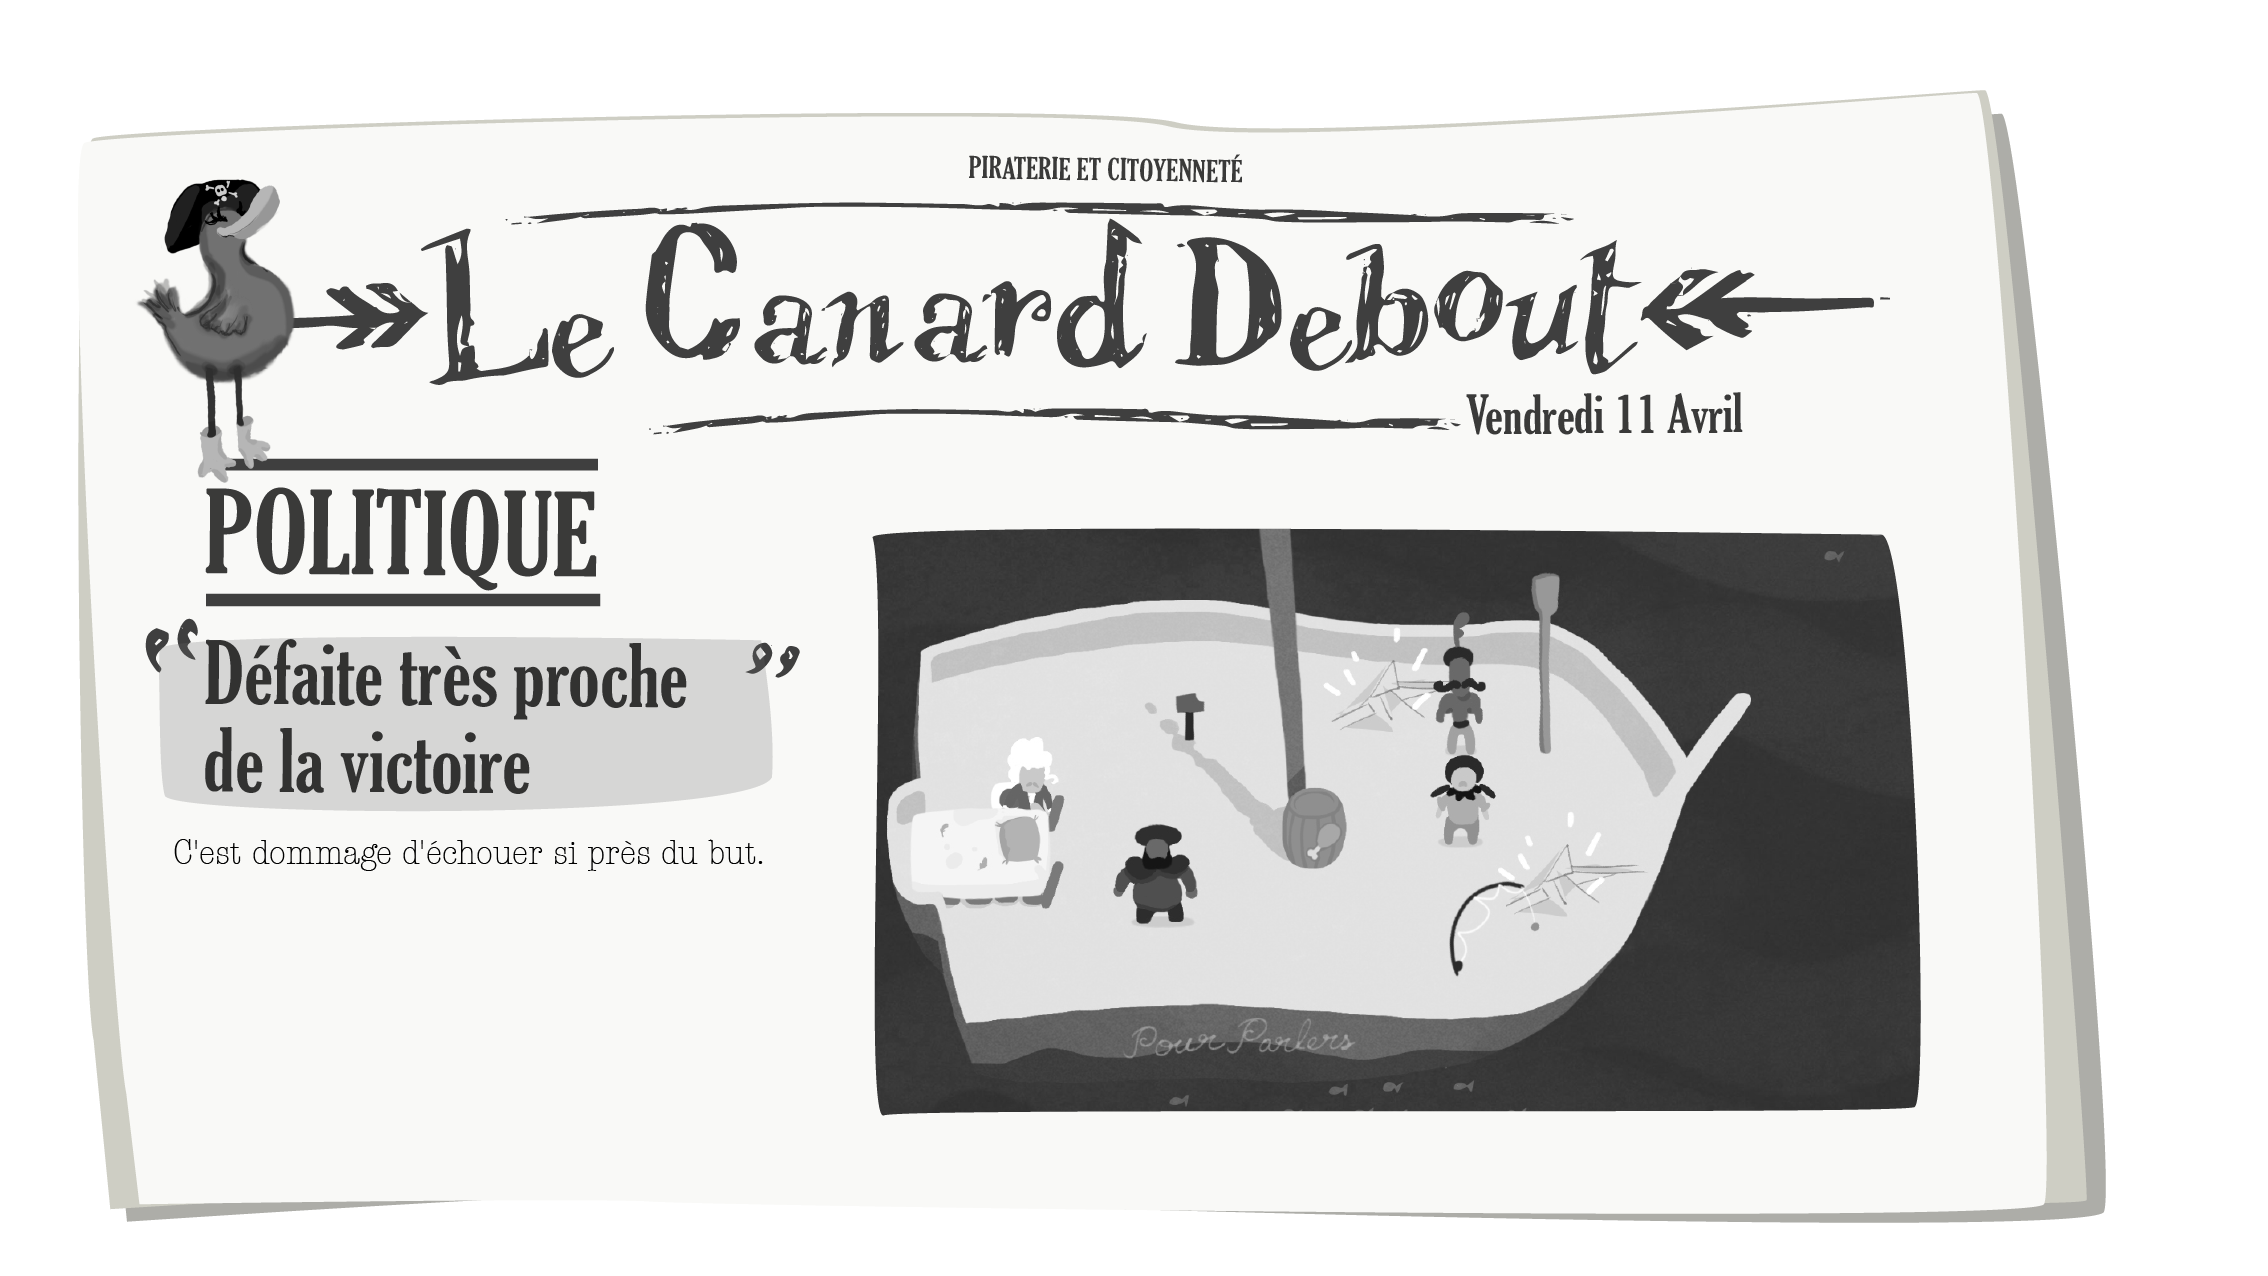 PIRATERIE ET CITOYENNETÉ
Le Canard Debout
Vendredi 11 Avril
POLITIQUE
“Défaite très proche
de la victoire”
C'est dommage d'échouer si près du but.
Pour Parlers